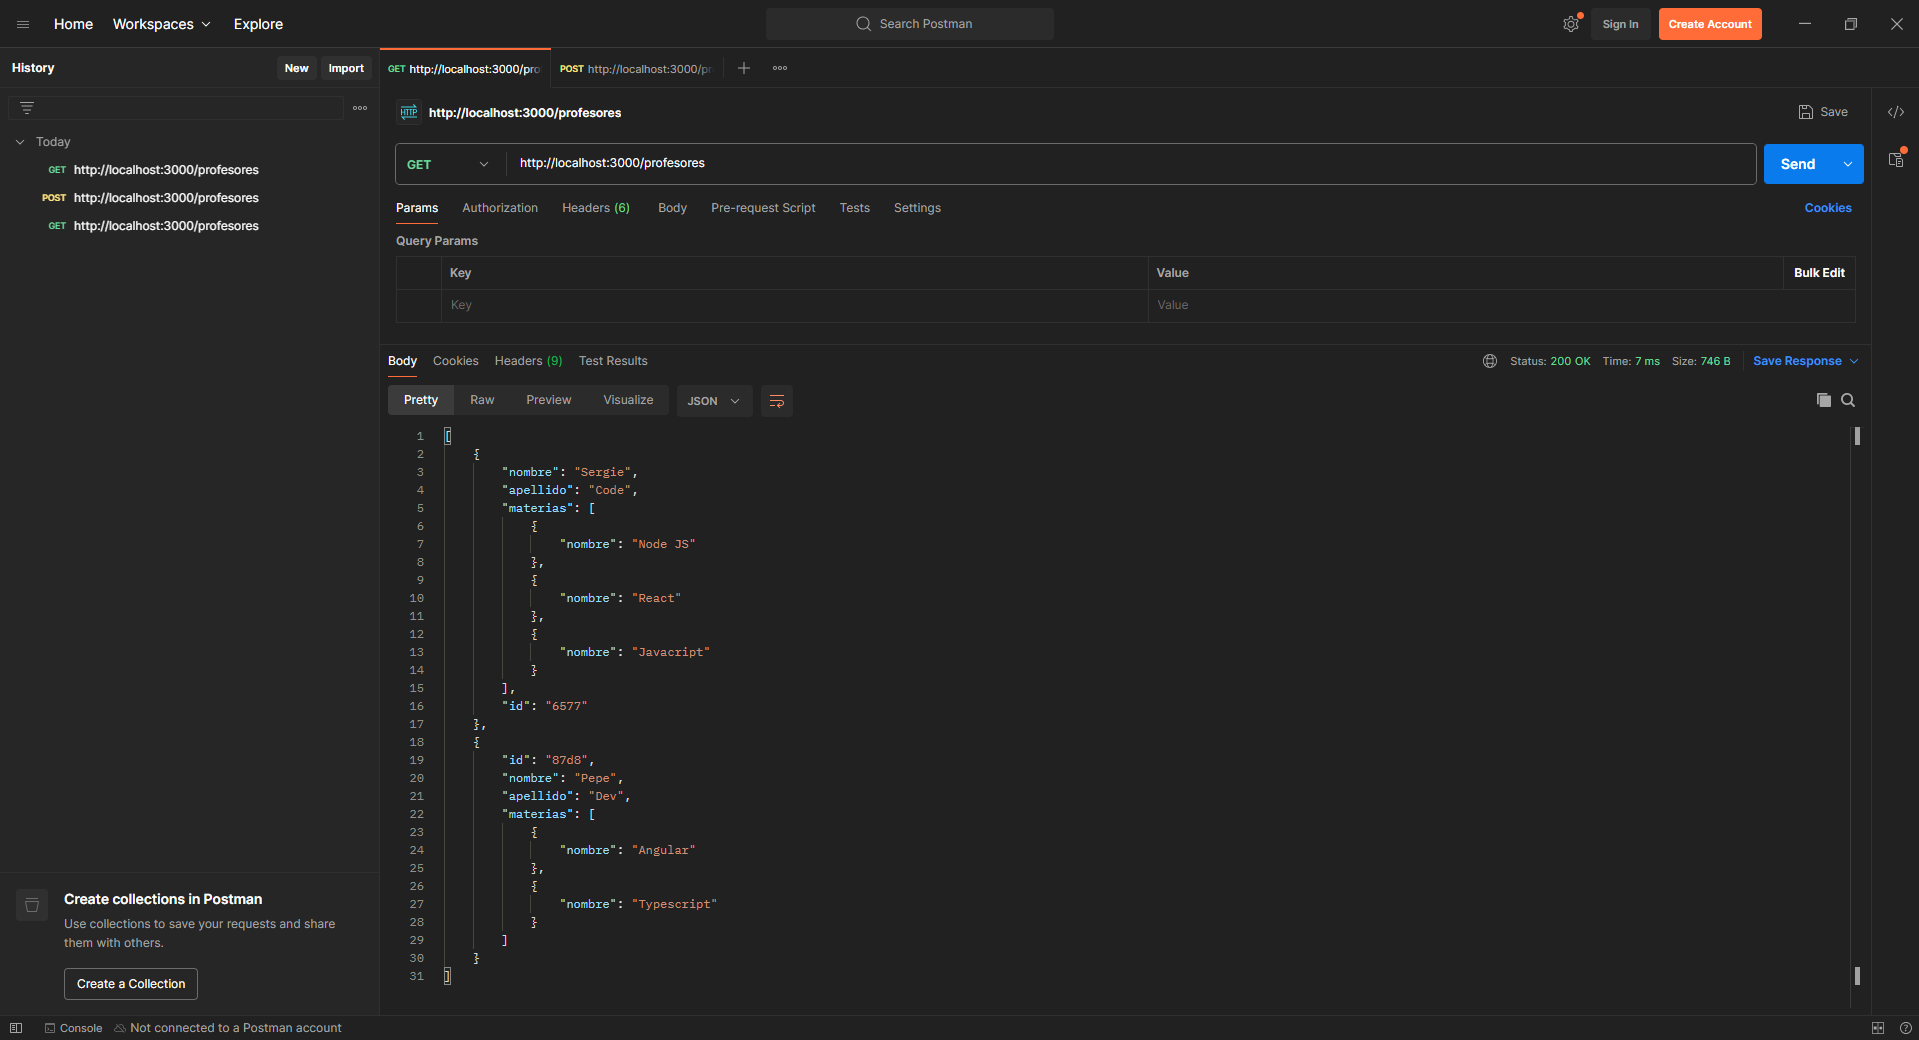 Home Workspaces Explore Search Postman Sign In Create Account
History New Import
Today
GET http://localhost:3000/profesores
POST http://localhost:3000/profesores
GET http://localhost:3000/profesores
Create collections in Postman
Use collections to save your requests and share
them with others.
Create a Collection
GET http://localhost:3000/pro POST http://localhost:3000/p
HTTP http://localhost:3000/profesores Save
GET http://localhost:3000/profesores Send
Params Authorization Headers (6) Body Pre-request Script Tests Settings Cookies
Query Params
Key Value Bulk Edit
Key Value
Body Cookies Headers (9) Test Results Status: 200 OK Time: 7 ms Size: 746 B Save Response
Pretty Raw Preview Visualize JSON
1 [
2 {
3 "nombre": "Sergie",
4 "apellido": "Code",
5 "materias": [
6 {
7 "nombre": "Node JS"
8 },
9 {
10 "nombre": "React"
11 },
12 {
13 "nombre": "Javacript"
14 }
15 ],
16 "id": "6577"
17 },
18 {
19 "id": "87d8",
20 "nombre": "Pepe",
21 "apellido": "Dev",
22 "materias": [
23 {
24 "nombre": "Angular"
25 },
26 {
27 "nombre": "Typescript"
28 }
29 ]
30 }
31 ]
Console Not connected to a Postman account